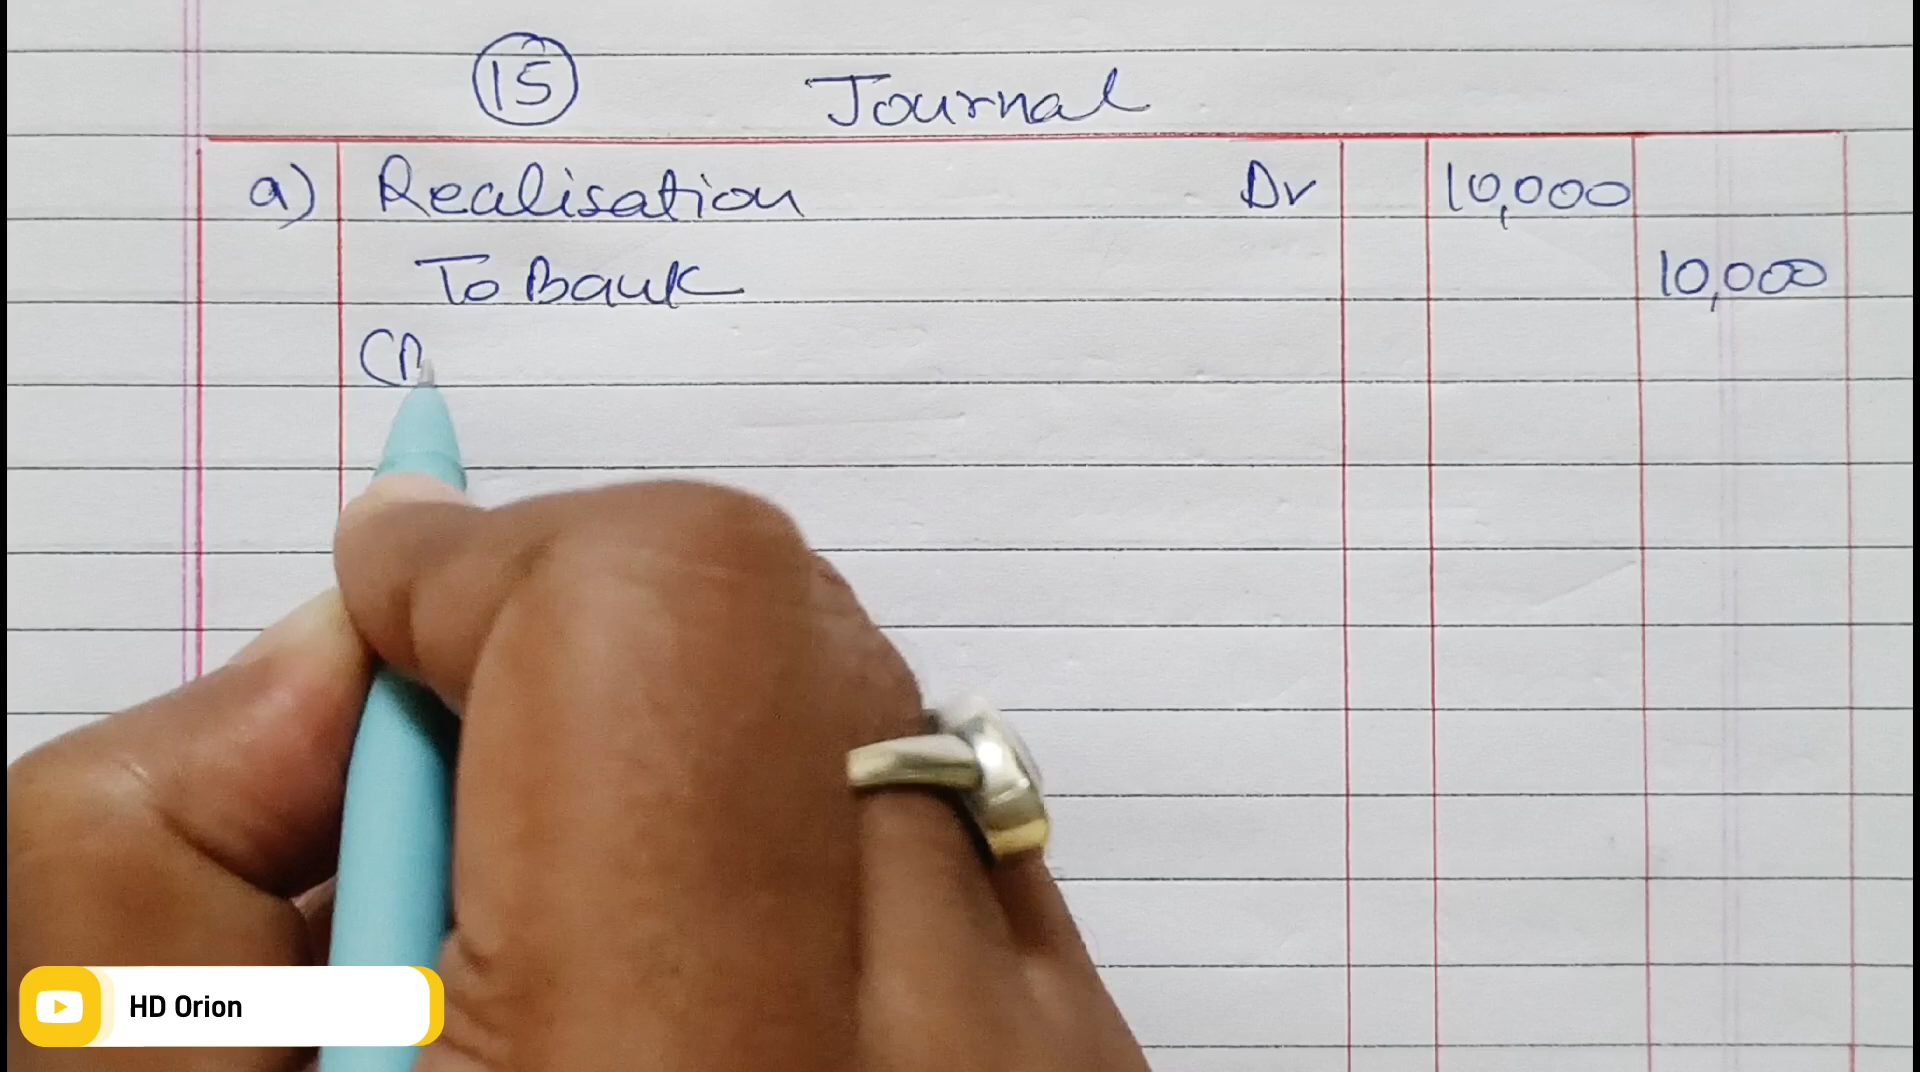 15 Journal
a) Realisation Dr 10,000
To Bank 10,000
HD Orion